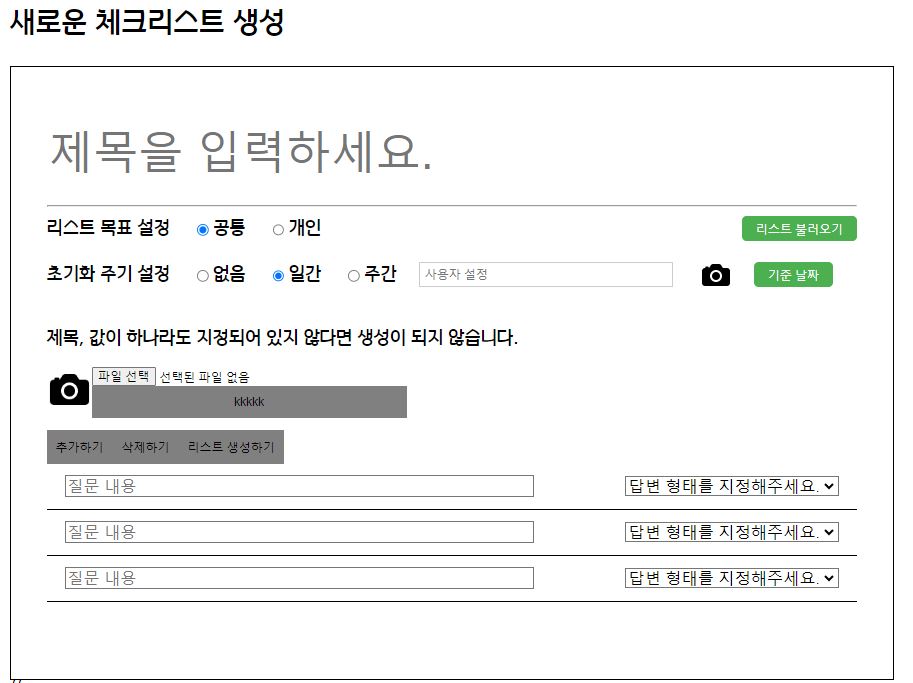 새로운 체크리스트 생성
제목을 입력하세요.
리스트 목표 설정 공통 개인 리스트 불러오기
초기화 주기 설정 없음 일간 주간 사용자 설정 기준 날짜
제목, 값이 하나라도 지정되어 있지 않다면 생성이 되지 않습니다.
파일 선택 선택된 파일 없음
kkkkk
추가하기 삭제하기 리스트 생성하기
질문 내용 답변 형태를 지정해주세요.
질문 내용 답변 형태를 지정해주세요.
질문 내용 답변 형태를 지정해주세요.